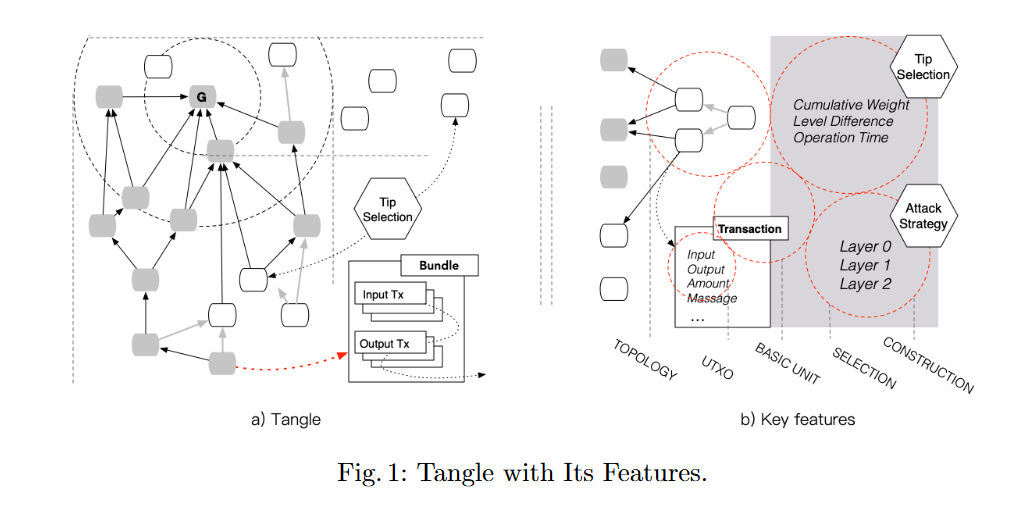 G
Tip
Selection
Bundle
Input Tx
Output Tx
a) Tangle
Tip
Selection
Cumulative Weight
Level Difference
Operation Time
Attack
Strategy
Layer 0
Layer 1
Layer 2
Transaction
Input
Output
Amount
Massage
...
TOPOLOGY
UTXO
BASIC UNIT
SELECTION
CONSTRUCTION
b) Key features
Fig. 1: Tangle with Its Features.